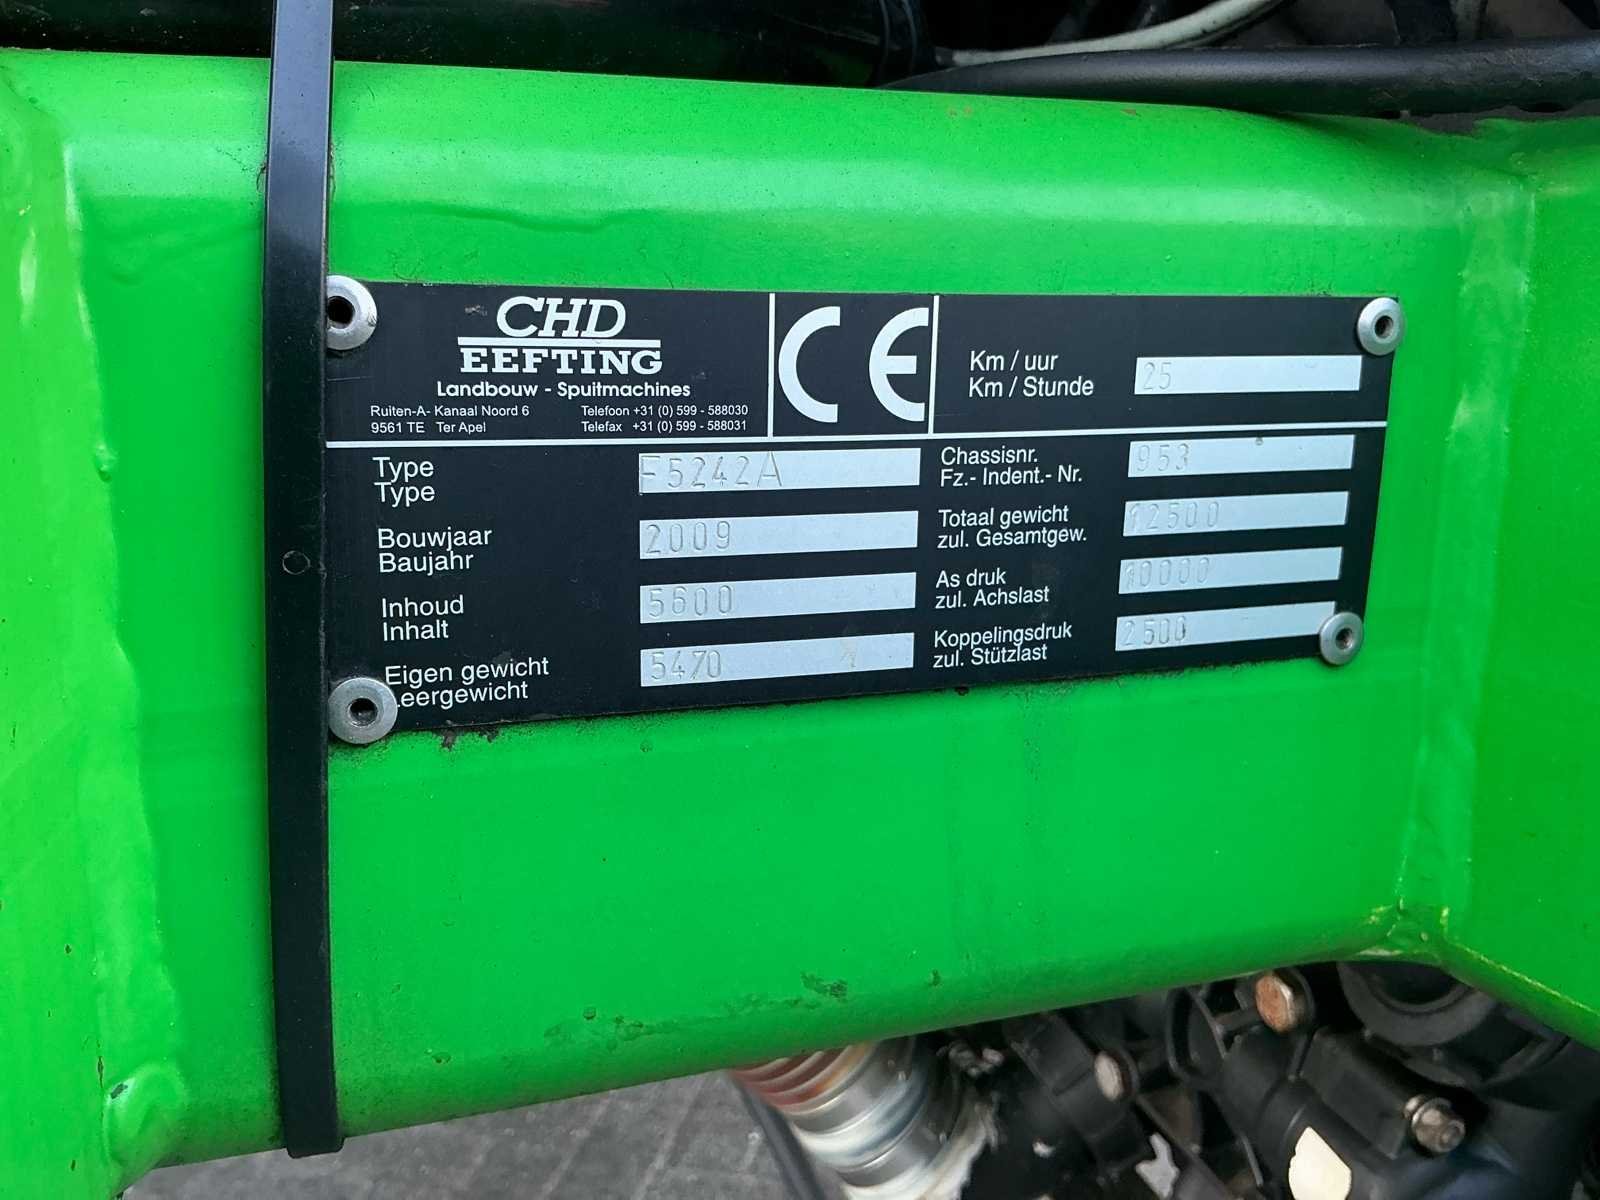 CHD
EEFTING
Landbouw - Spuitmachines
Ruiten-A- Kanaal Noord 6 Telefoon +31 (0) 599 - 588030
9561 TE Ter Apel Telefax +31 (0) 599 - 588031
CE
Km / uur
Km / Stunde 25
Type
Type F5242A
Bouwjaar
Baujahr 2009
Inhoud
Inhalt 5600
Eigen gewicht
Leergewicht 5470
Chassisnr.
Fz.- Indent.- Nr. 953
Totaal gewicht
zul. Gesamtgew. 12500
As druk
zul. Achslast 10000
Koppelingsdruk
zul. Stützlast 2500